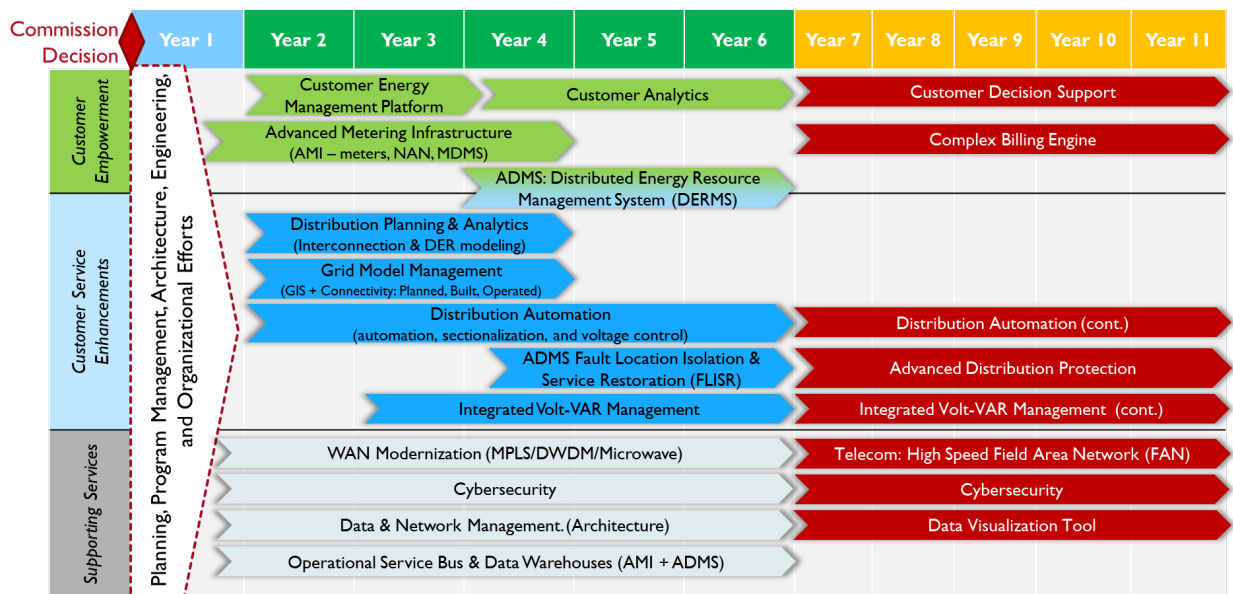 Commission
Decision
Year 1
Year 2
Year 3
Year 4
Year 5
Year 6
Year 7
Year 8
Year 9
Year 10
Year 11
Customer
Empowerment
Customer Service
Enhancements
Supporting Services
Planning, Program Management, Architecture, Engineering,
and Organizational Efforts
Customer Energy
Management Platform
Customer Analytics
Customer Decision Support
Advanced Metering Infrastructure
(AMI – meters, NAN, MDMS)
Complex Billing Engine
ADMS: Distributed Energy Resource
Management System (DERMS)
Distribution Planning & Analytics
(Interconnection & DER modeling)
Grid Model Management
(GIS + Connectivity: Planned, Built, Operated)
Distribution Automation
(automation, sectionalization, and voltage control)
Distribution Automation (cont.)
ADMS Fault Location Isolation &
Service Restoration (FLISR)
Advanced Distribution Protection
Integrated Volt-VAR Management
Integrated Volt-VAR Management (cont.)
WAN Modernization (MPLS/DWDM/Microwave)
Telecom: High Speed Field Area Network (FAN)
Cybersecurity
Cybersecurity
Data & Network Management. (Architecture)
Data Visualization Tool
Operational Service Bus & Data Warehouses (AMI + ADMS)